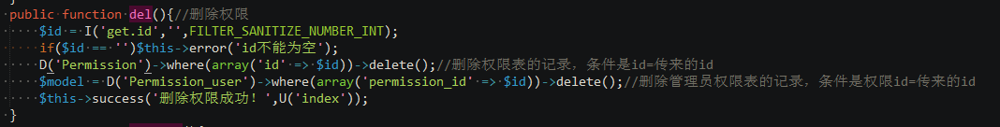 public function del(){//删除权限
$id = I('get.id','',FILTER_SANITIZE_NUMBER_INT);
if($id == '')$this->error('id不能为空');
D('Permission')->where(array('id' => $id))->delete();//删除权限表的记录，条件是id=传来的id
$model = D('Permission_user')->where(array('permission_id' => $id))->delete();//删除管理员权限表的记录，条件是权限id=传来的id
$this->success('删除权限成功！',U('index'));
}